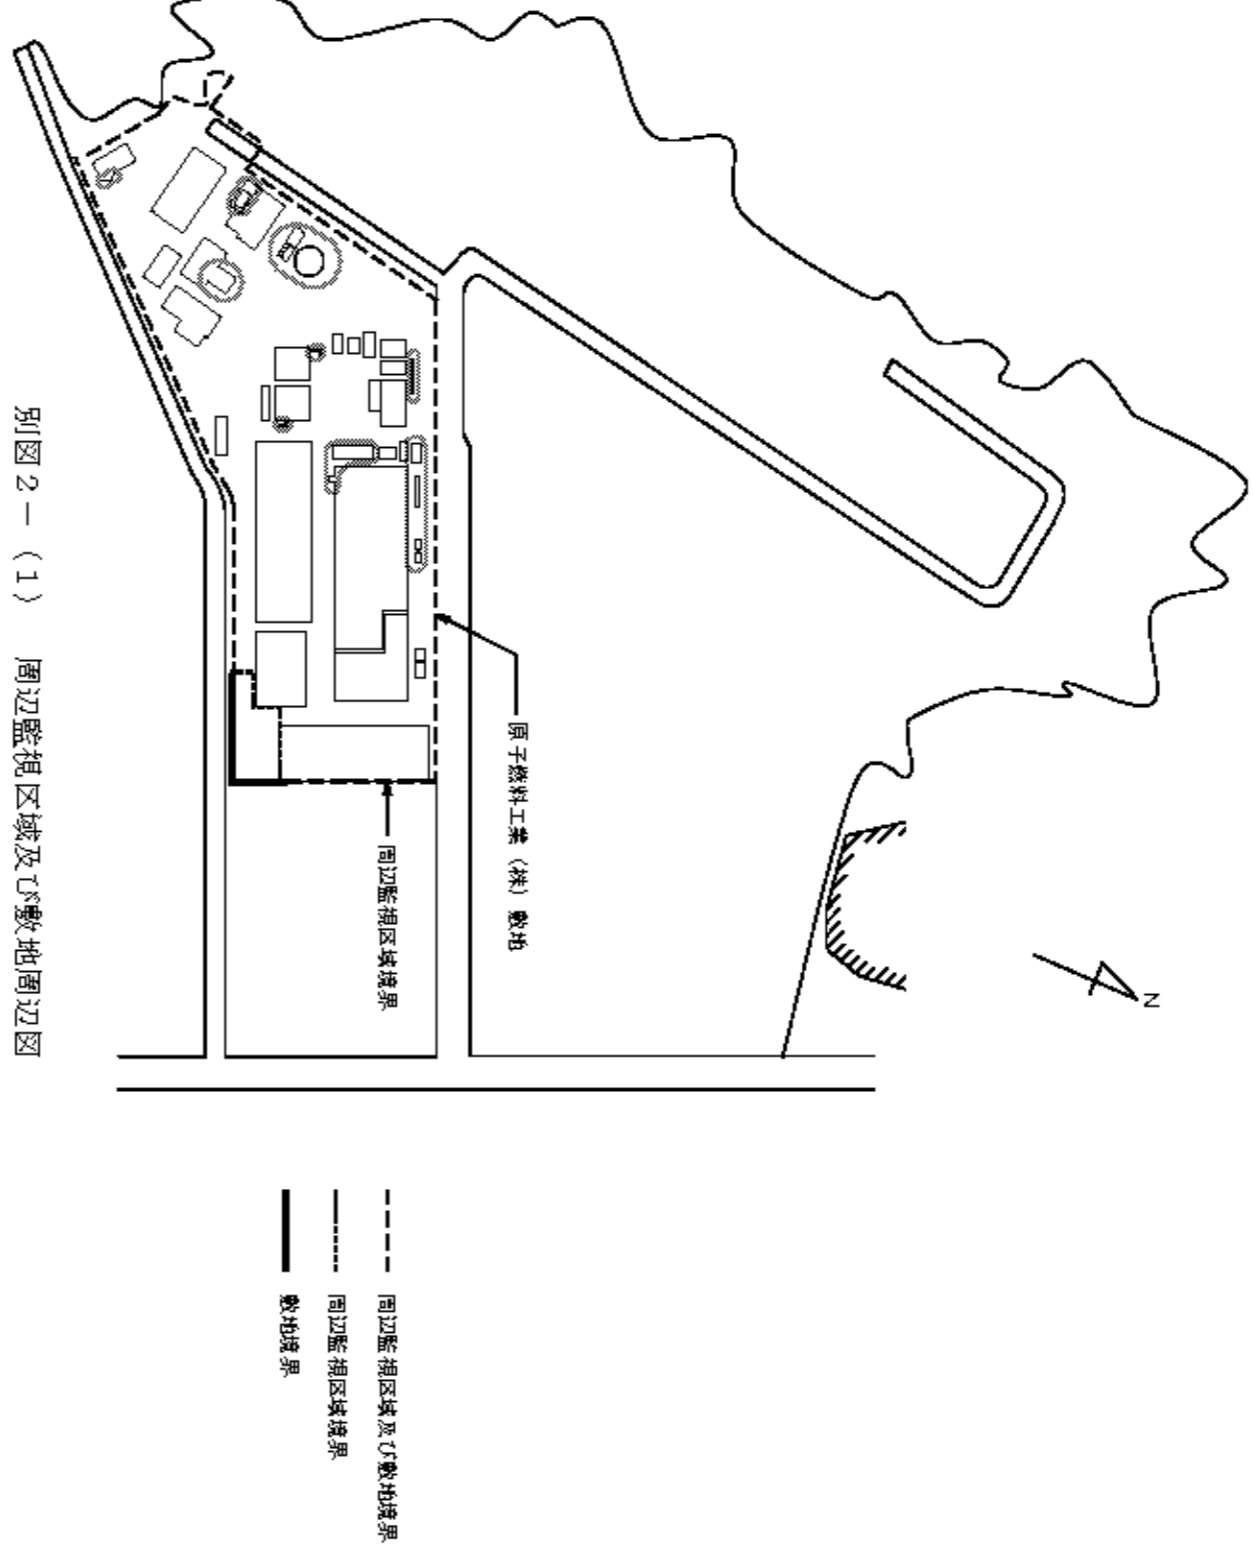 原子燃料工業（株）敷地
周辺監視区域境界
N
周辺監視区域及び敷地境界
周辺監視区域境界
敷地境界
別図２－（１）　周辺監視区域及び敷地周辺図